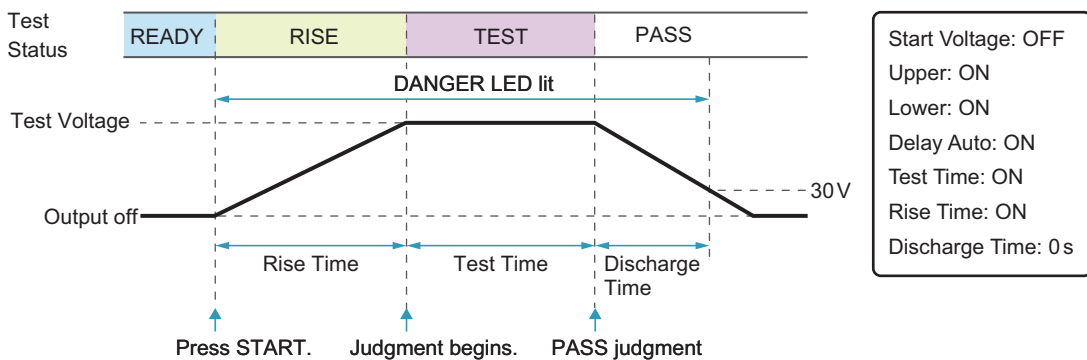 Test
Status
READY
RISE
TEST
PASS
DANGER LED lit
Test Voltage
30 V
Output off
Rise Time
Test Time
Discharge
Time
Press START.
Judgment begins.
PASS judgment
Start Voltage: OFF
Upper: ON
Lower: ON
Delay Auto: ON
Test Time: ON
Rise Time: ON
Discharge Time: 0 s